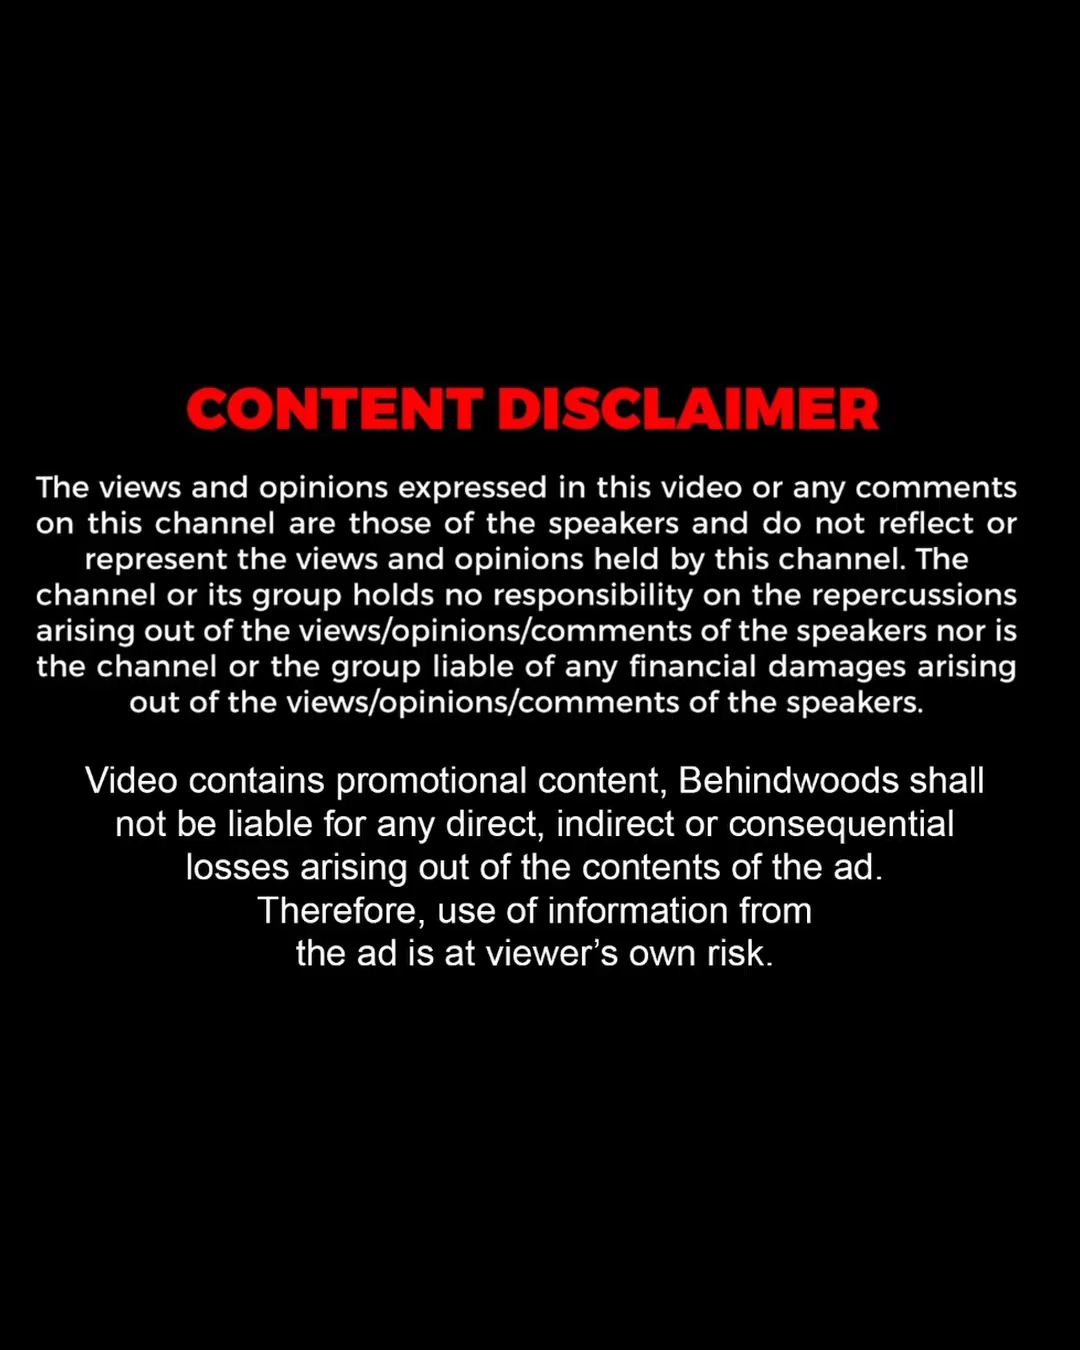 CONTENT DISCLAIMER
The views and opinions expressed in this video or any comments
on this channel are those of the speakers and do not reflect or
represent the views and opinions held by this channel. The
channel or its group holds no responsibility on the repercussions
arising out of the views/opinions/comments of the speakers nor is
the channel or the group liable of any financial damages arising
out of the views/opinions/comments of the speakers.
Video contains promotional content, Behindwoods shall
not be liable for any direct, indirect or consequential
losses arising out of the contents of the ad.
Therefore, use of information from
the ad is at viewer’s own risk.